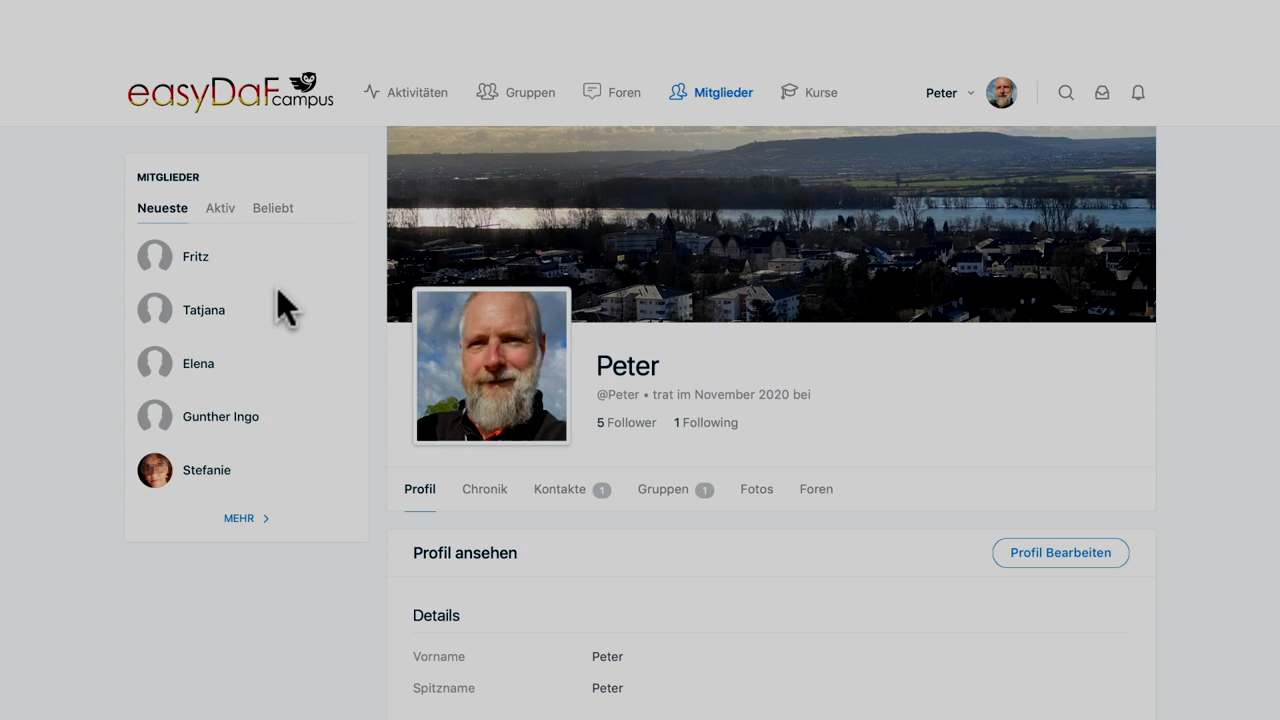 easyDaF campus
Aktivitäten
Gruppen
Foren
Mitglieder
Kurse
Peter
MITGLIEDER
Neueste Aktiv Beliebt
Fritz
Tatjana
Elena
Gunther Ingo
Stefanie
MEHR
Peter
@Peter • trat im November 2020 bei
5 Follower 1 Following
Profil Chronik Kontakte 1 Gruppen 1 Fotos Foren
Profil ansehen
Profil Bearbeiten
Details
Vorname Peter
Spitzname Peter